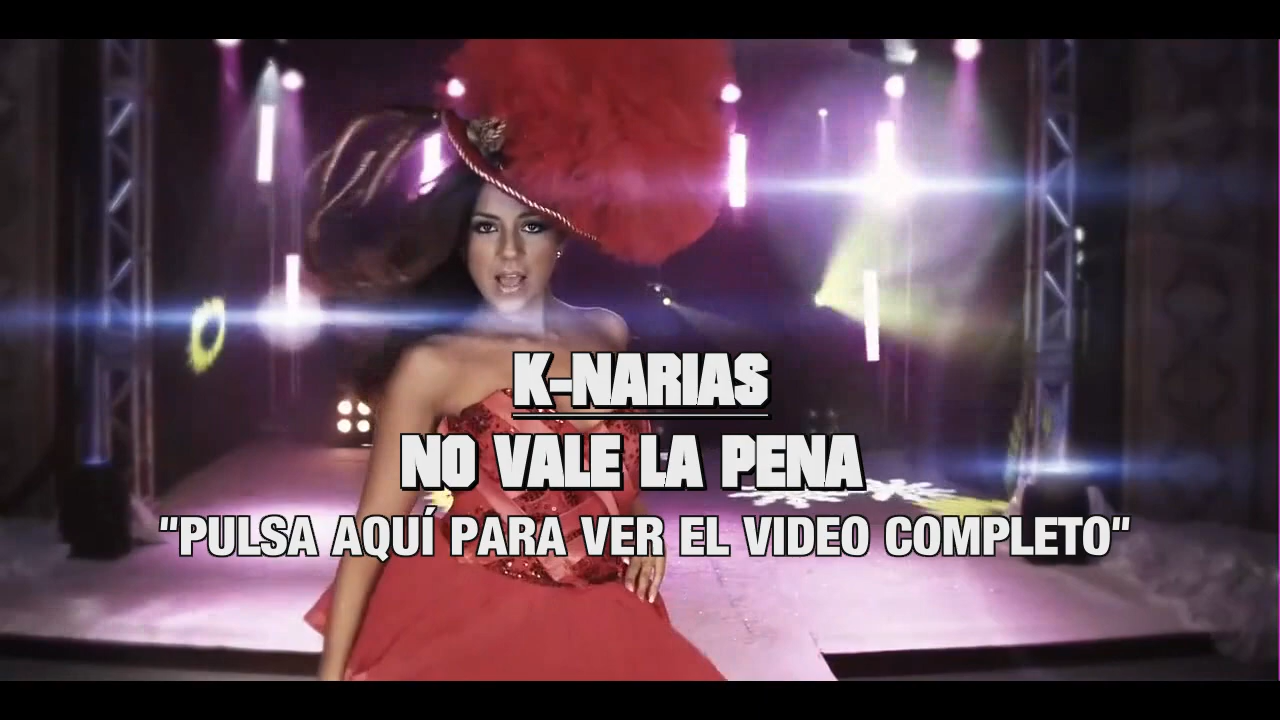 K-NARIAS
NO VALE LA PENA
"PULSA AQUÍ PARA VER EL VIDEO COMPLETO"